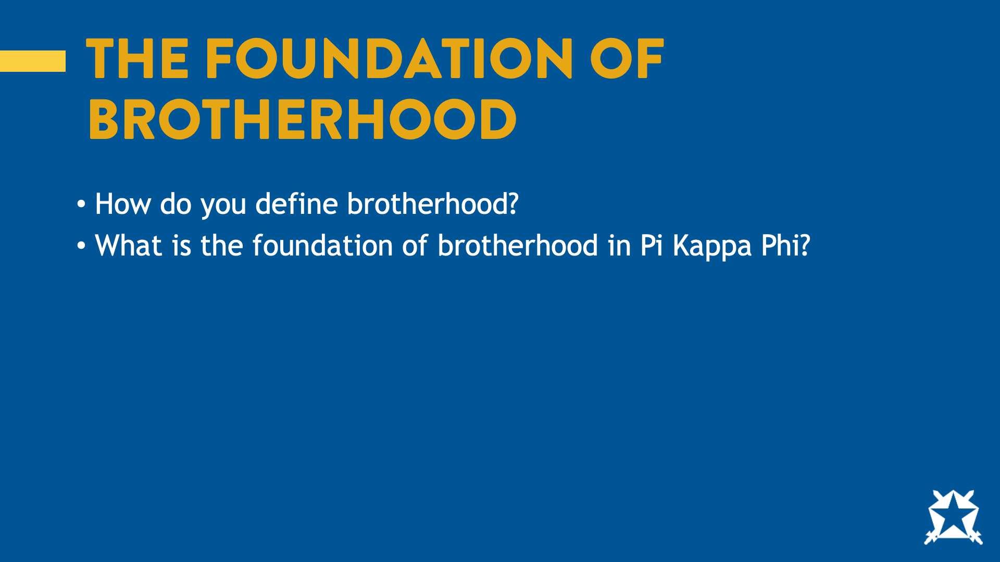 THE FOUNDATION OF
BROTHERHOOD
• How do you define brotherhood?
• What is the foundation of brotherhood in Pi Kappa Phi?